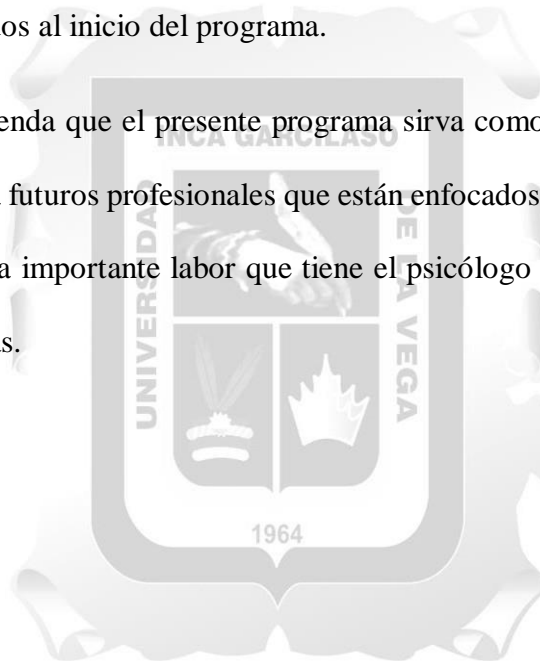 dos al inicio del programa.
enda que el presente programa sirva como
futuros profesionales que están enfocados
a importante labor que tiene el psicólogo
s.
UNIVERSIDAD
INCA GARCILASO
DE LA VEGA
1964